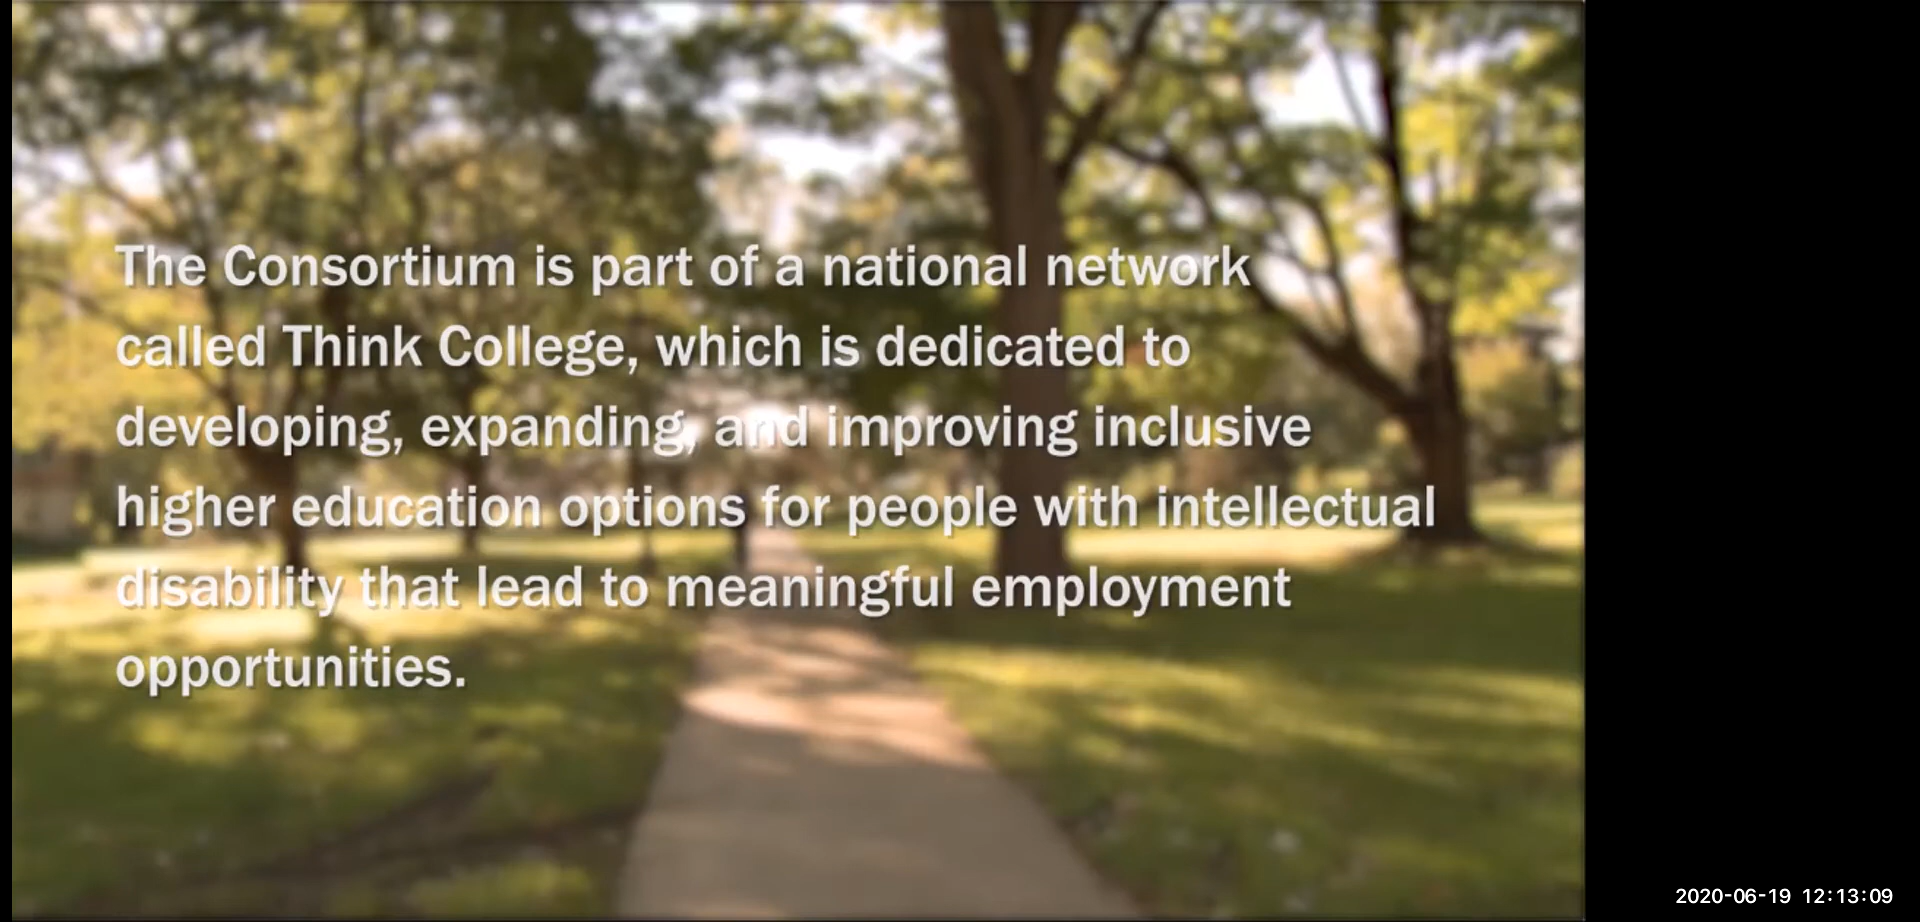 The Consortium is part of a national network
called Think College, which is dedicated to
developing, expanding, and improving inclusive
higher education options for people with intellectual
disability that lead to meaningful employment
opportunities.
2020-06-19 12:13:09